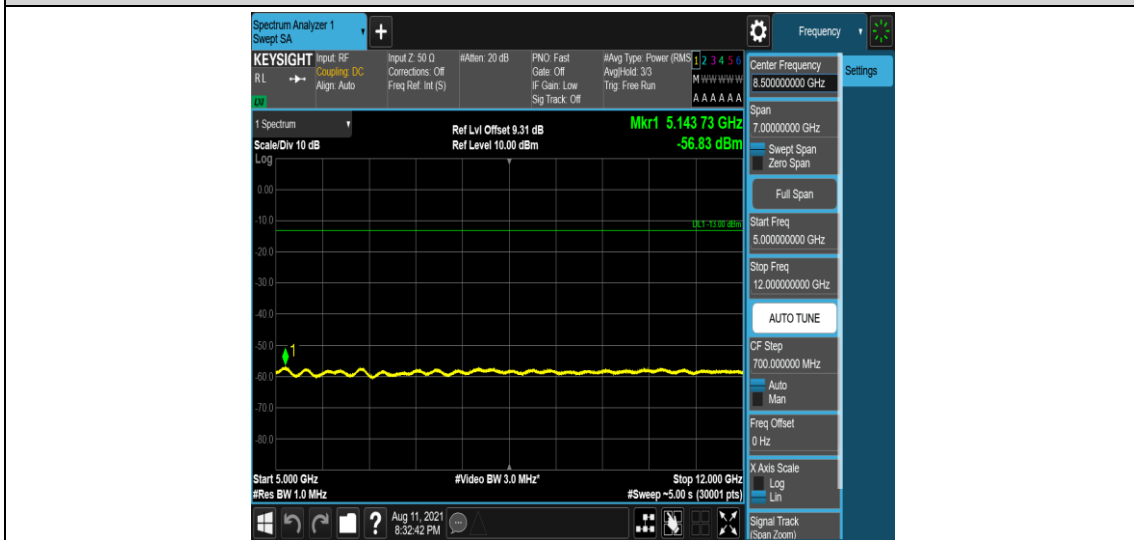 Spectrum Analyzer 1
Swept SA
+
Frequency
KEYSIGHT
RL
LXI
Input: RF
Coupling: DC
Align: Auto
Input Z: 50 Ω
Corrections: Off
Freq Ref: Int (S)
#Atten: 20 dB
PNO: Fast
Gate: Off
IF Gain: Low
Sig Track: Off
#Avg Type: Power (RMS
Avg|Hold: 3/3
Trig: Free Run
1 2 3 4 5 6
M W W W W W
A A A A A A
1 Spectrum
Scale/Div 10 dB
Ref Lvl Offset 9.31 dB
Ref Level 10.00 dBm
Mkr1 5.143 73 GHz
-56.83 dBm
Log
0.00
-10.0
DL1 -13.00 dBm
-20.0
-30.0
-40.0
-50.0
1
-60.0
-70.0
-80.0
Start 5.000 GHz
#Video BW 3.0 MHz*
Stop 12.000 GHz
#Res BW 1.0 MHz
#Sweep ~5.00 s (30001 pts)
Center Frequency
8.500000000 GHz
Settings
Span
7.00000000 GHz
Swept Span
Zero Span
Full Span
Start Freq
5.000000000 GHz
Stop Freq
12.000000000 GHz
AUTO TUNE
CF Step
700.000000 MHz
Auto
Man
Freq Offset
0 Hz
X Axis Scale
Log
Lin
Signal Track
(Span Zoom)
?
Aug 11, 2021
8:32:42 PM